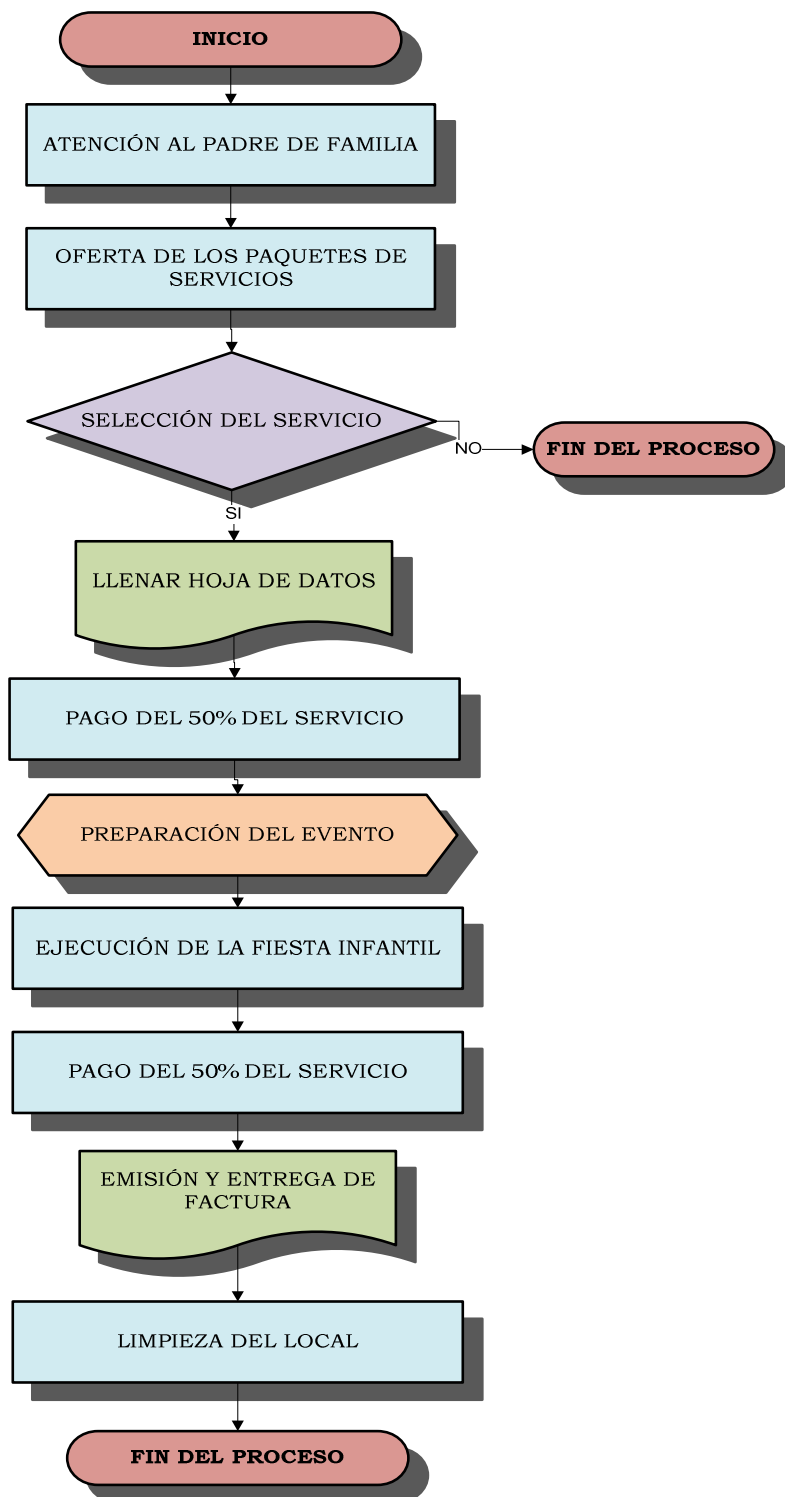 INICIO
ATENCIÓN AL PADRE DE FAMILIA
OFERTA DE LOS PAQUETES DE
SERVICIOS
SELECCIÓN DEL SERVICIO
NO
FIN DEL PROCESO
SI
LLENAR HOJA DE DATOS
PAGO DEL 50% DEL SERVICIO
PREPARACIÓN DEL EVENTO
EJECUCIÓN DE LA FIESTA INFANTIL
PAGO DEL 50% DEL SERVICIO
EMISIÓN Y ENTREGA DE
FACTURA
LIMPIEZA DEL LOCAL
FIN DEL PROCESO